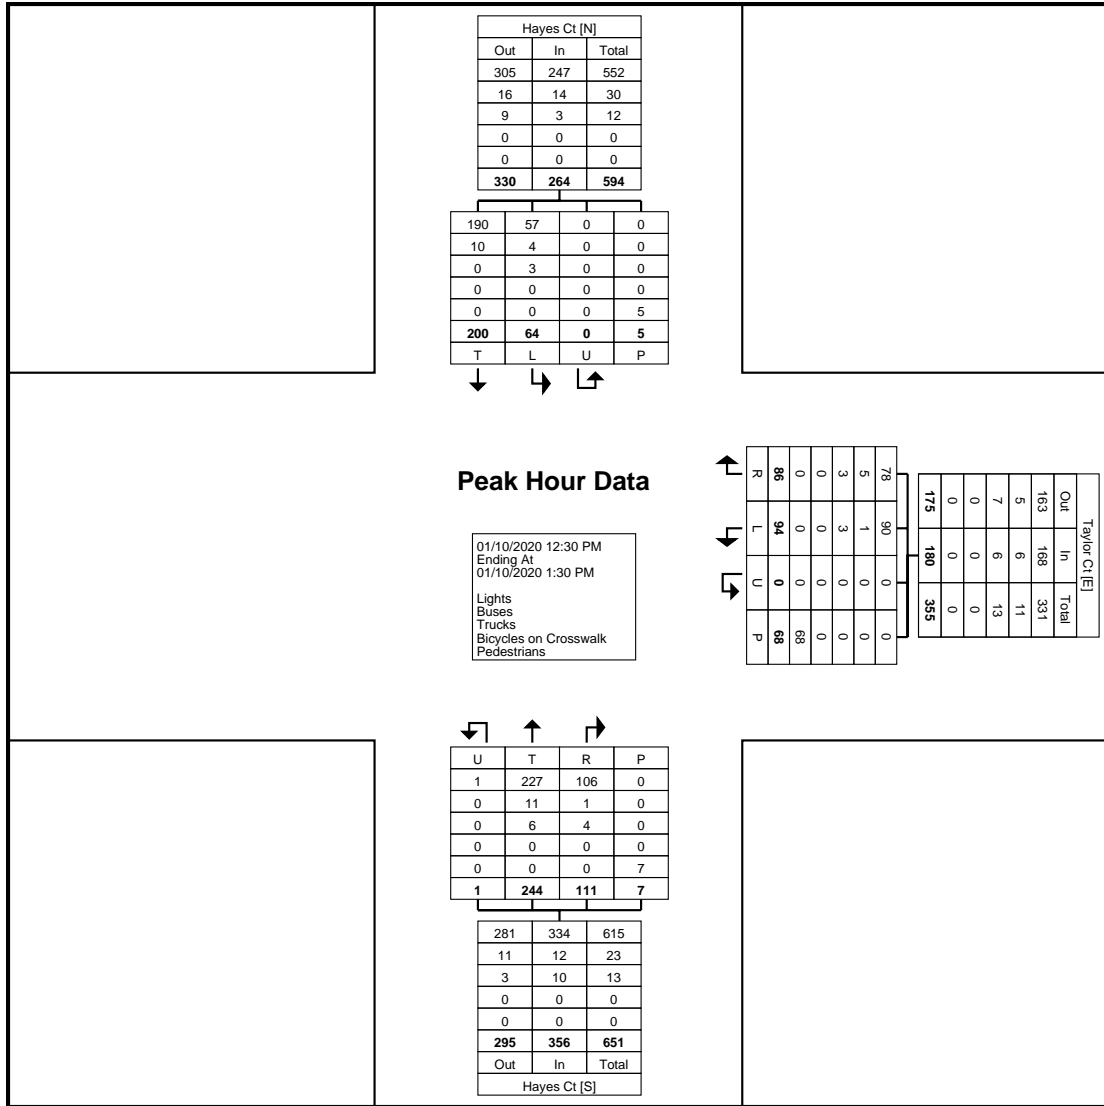 Hayes Ct [N]
Out In Total
305 247 552
16 14 30
9 3 12
0 0 0
0 0 0
330 264 594
190 57 0 0
10 4 0 0
0 3 0 0
0 0 0 0
0 0 0 5
200 64 0 5
T L U P
Peak Hour Data
01/10/2020 12:30 PM
Ending At
01/10/2020 1:30 PM
Lights
Buses
Trucks
Bicycles on Crosswalk
Pedestrians
R 86 0 0 3 5 78
L 94 0 0 3 1 90
U 0 0 0 0 0 0
P 68 68 0 0 0 0
Taylor Ct [E]
Out In Total
163 168 331
5 6 11
7 6 13
0 0 0
0 0 0
175 180 355
U T R P
1 227 106 0
0 11 1 0
0 6 4 0
0 0 0 0
0 0 0 7
1 244 111 7
281 334 615
11 12 23
3 10 13
0 0 0
0 0 0
295 356 651
Out In Total
Hayes Ct [S]